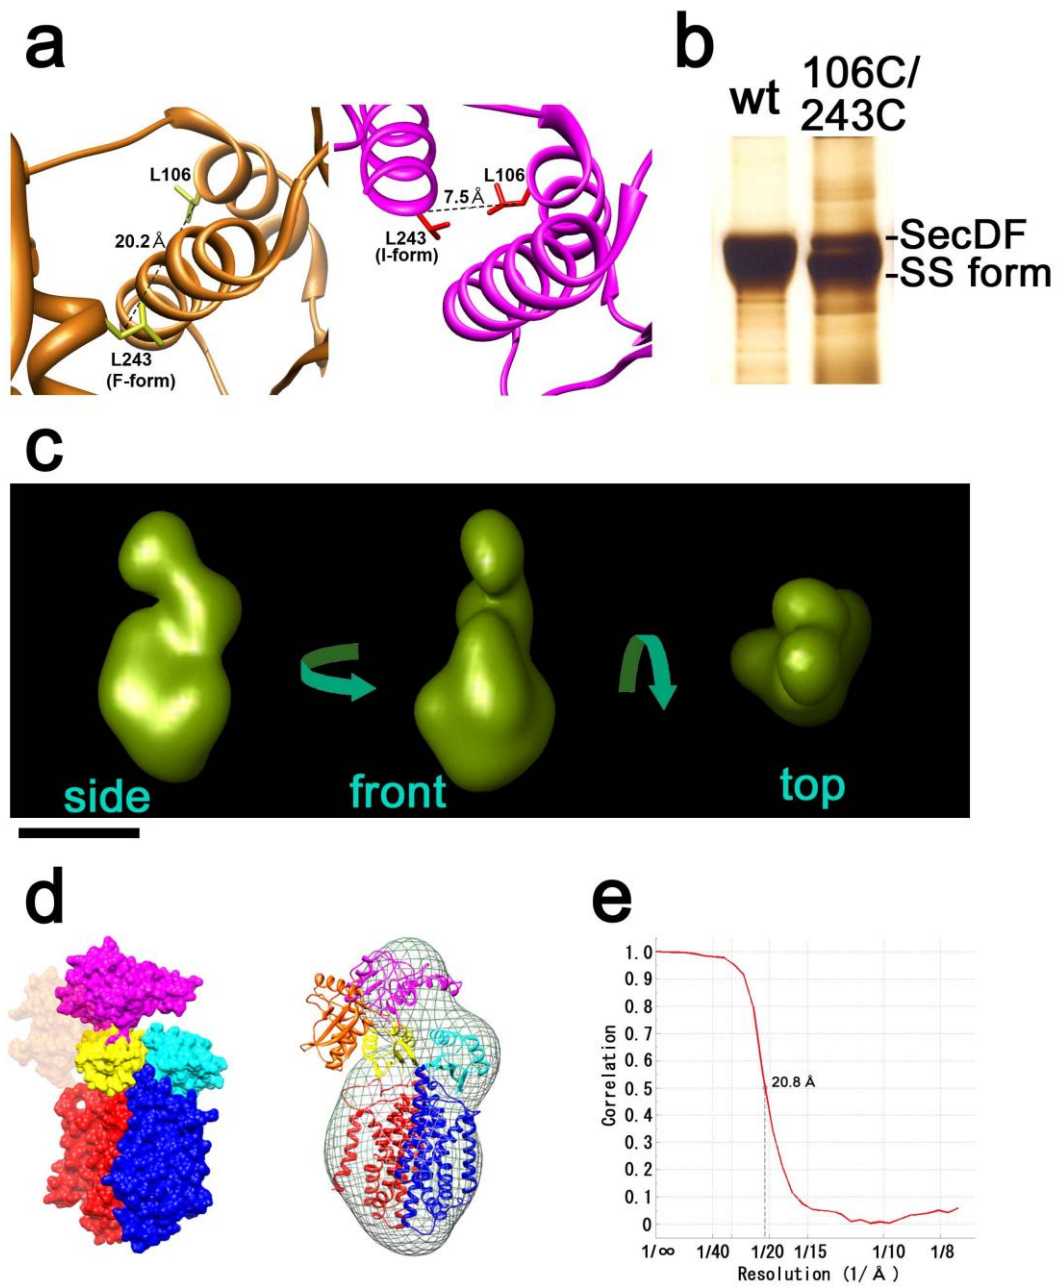 a
L106
20.2 Å
L243
(F-form)
7.5 Å
L106
L243
(I-form)
b
wt
106C/
243C
-SecDF
-SS form
c
side
front
top
d
e
1.0
0.9
0.8
0.7
0.6
0.5
0.4
0.3
0.2
0.1
0
Correlation
20.8 Å
1/∞
1/40
1/20
1/15
1/10
1/8
Resolution (1/Å)